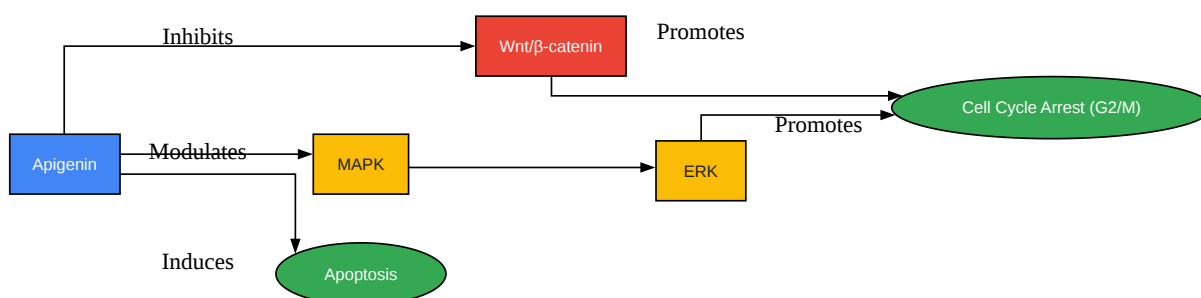 Inhibits
Wnt/β-catenin
Promotes
Cell Cycle Arrest (G2/M)
Promotes
Apigenin
Modulates
MAPK
ERK
Induces
Apoptosis